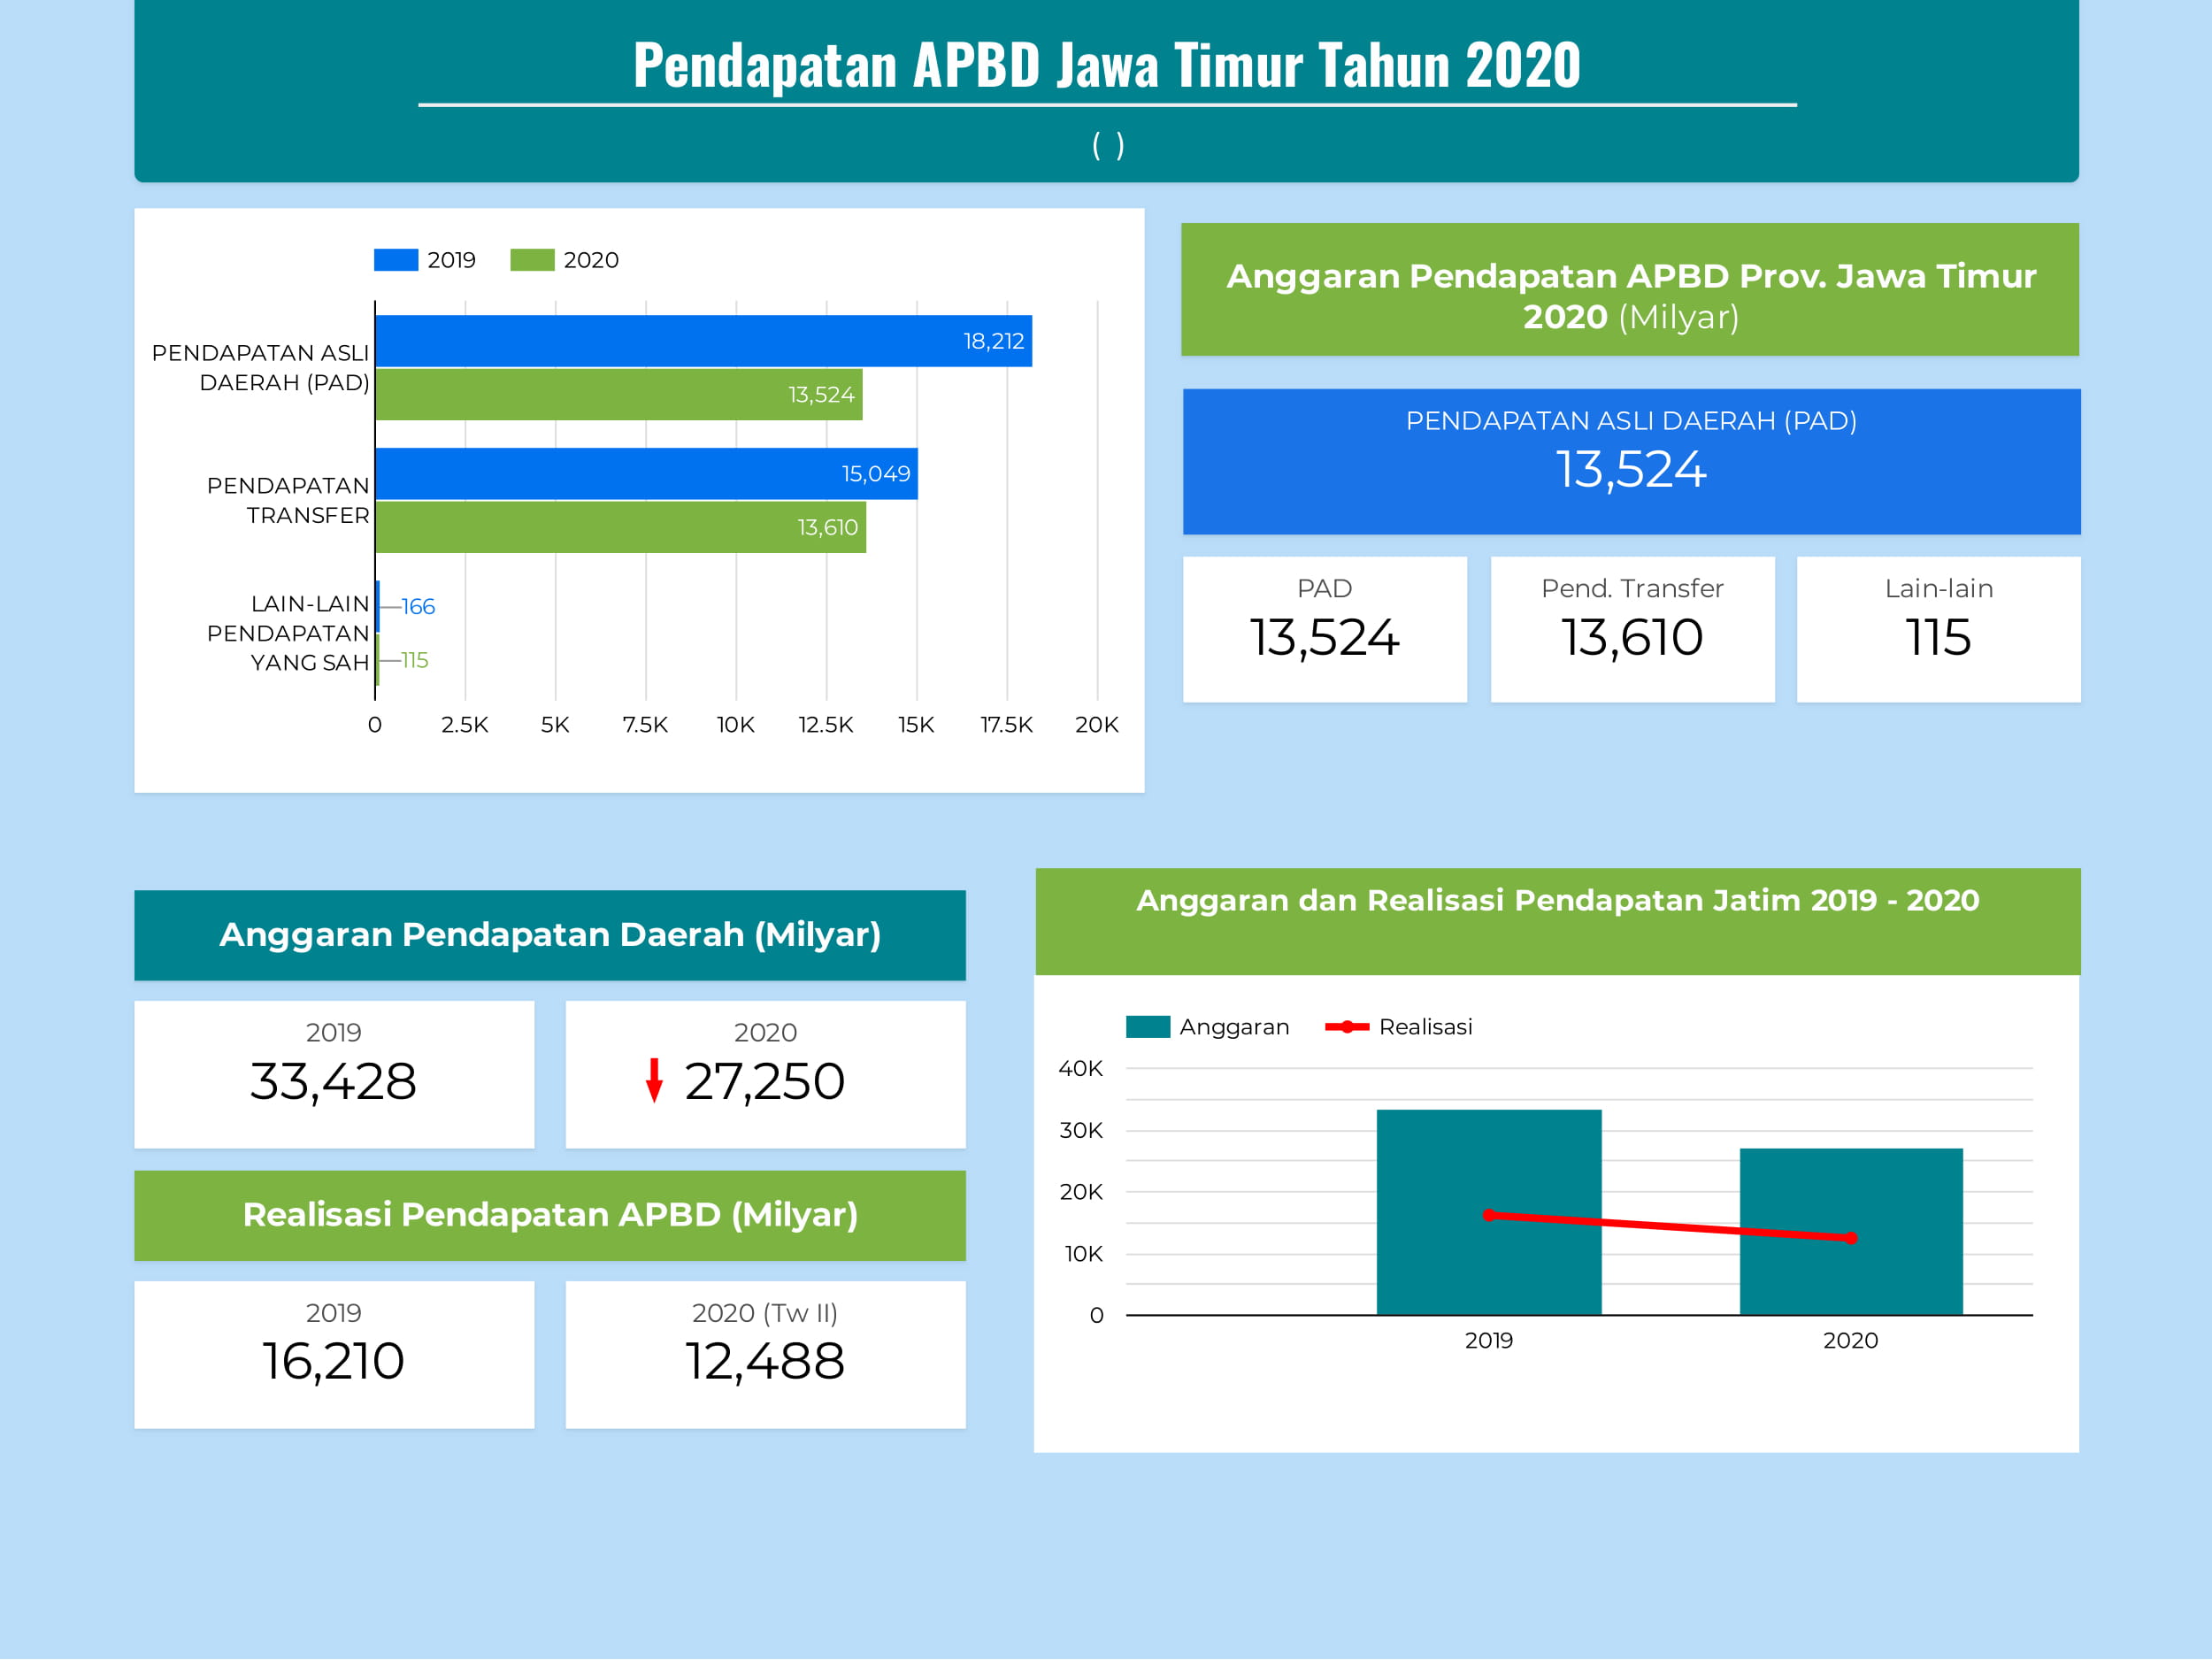 Pendapatan APBD Jawa Timur Tahun 2020
( )
2019 2020
PENDAPATAN ASLI
DAERAH (PAD)
18,212
13,524
PENDAPATAN
TRANSFER
15,049
13,610
LAIN-LAIN
PENDAPATAN
YANG SAH
166
115
0 2.5K 5K 7.5K 10K 12.5K 15K 17.5K 20K
Anggaran Pendapatan APBD Prov. Jawa Timur
2020 (Milyar)
PENDAPATAN ASLI DAERAH (PAD)
13,524
PAD
13,524
Pend. Transfer
13,610
Lain-lain
115
Anggaran Pendapatan Daerah (Milyar)
2019
33,428
2020
27,250
Realisasi Pendapatan APBD (Milyar)
2019
16,210
2020 (Tw II)
12,488
Anggaran dan Realisasi Pendapatan Jatim 2019 - 2020
Anggaran Realisasi
40K
30K
20K
10K
0
2019 2020